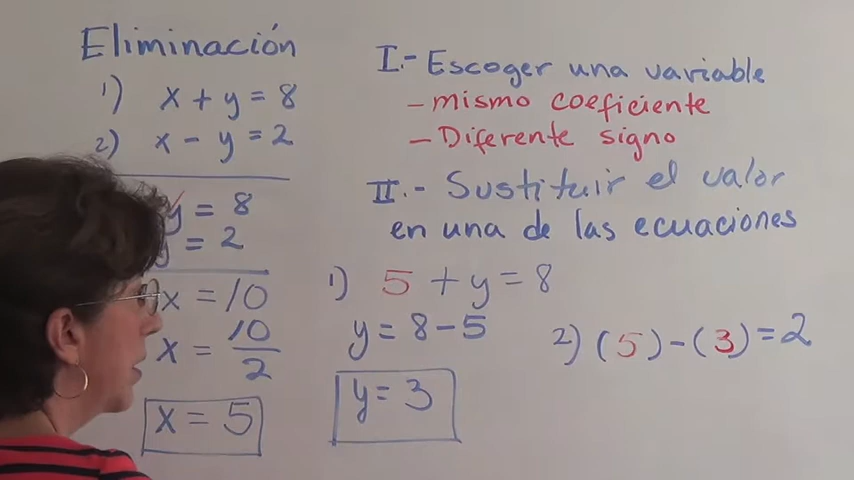 Eliminación
1) x + y = 8
2) x - y = 2
y = 8
y = 2
x = 10
x = 10/2
x = 5
I.- Escoger una variable
- mismo coeficiente
- Diferente signo
II.- Sustituir el valor
en una de las ecuaciones
1) 5 + y = 8
y = 8 - 5
y = 3
2) (5) - (3) = 2